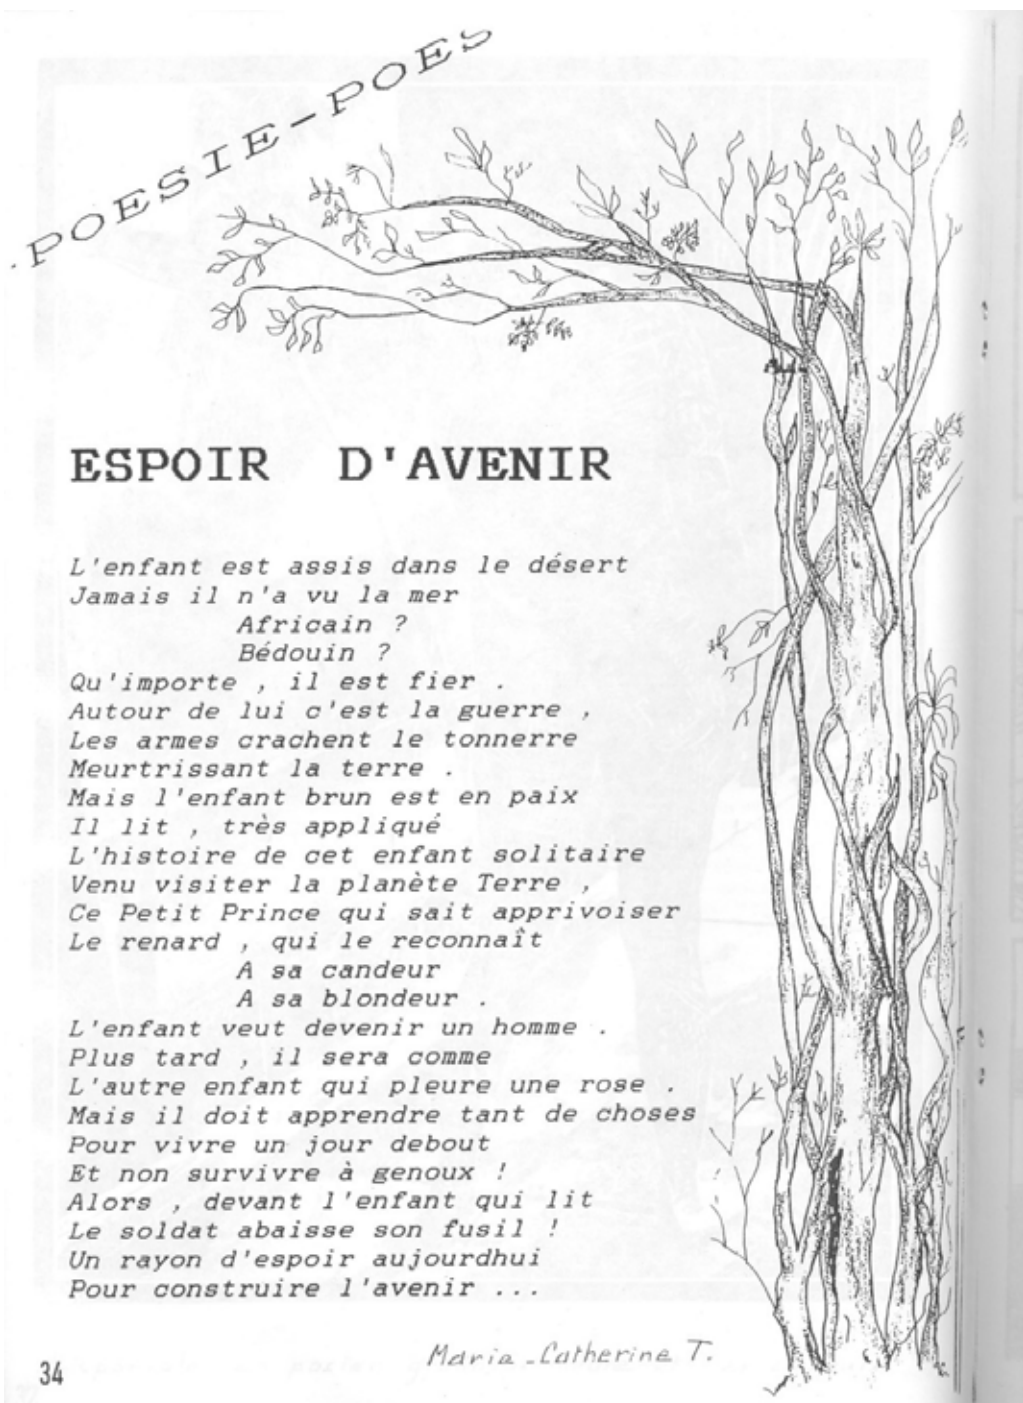 POESIE-POES
ESPOIR D'AVENIR
L'enfant est assis dans le désert
Jamais il n'a vu la mer
Africain ?
Bédouin ?
Qu'importe , il est fier .
Autour de lui c'est la guerre ,
Les armes crachent le tonnerre
Meurtrissant la terre .
Mais l'enfant brun est en paix
Il lit , très appliqué
L'histoire de cet enfant solitaire
Venu visiter la planète Terre ,
Ce Petit Prince qui sait apprivoiser
Le renard , qui le reconnaît
A sa candeur
A sa blondeur .
L'enfant veut devenir un homme .
Plus tard , il sera comme
L'autre enfant qui pleure une rose .
Mais il doit apprendre tant de choses
Pour vivre un jour debout
Et non survivre à genoux !
Alors , devant l'enfant qui lit
Le soldat abaisse son fusil !
Un rayon d'espoir aujourdhui
Pour construire l'avenir ...
Maria-Catherine T.
34